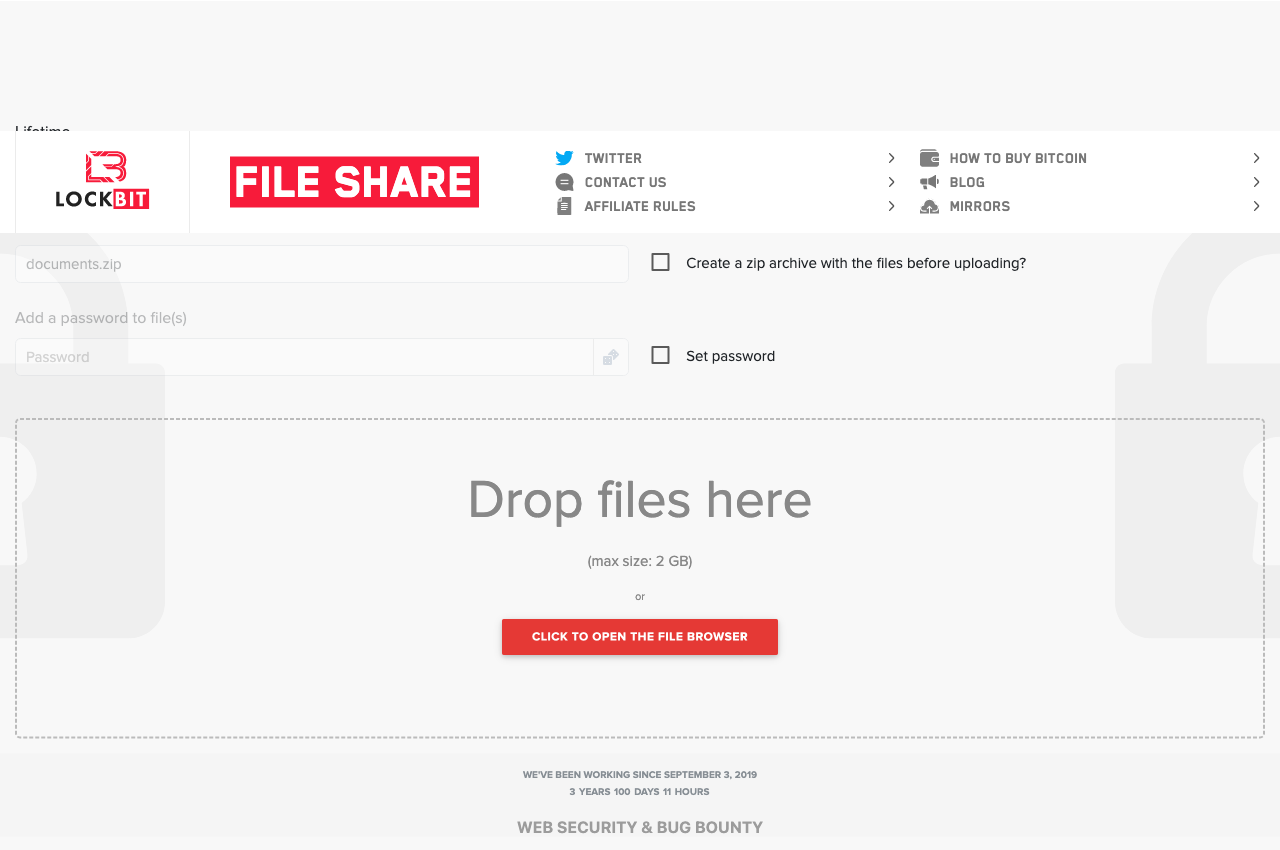 Lifetime
LOCKBIT
FILE SHARE
TWITTER
CONTACT US
AFFILIATE RULES
HOW TO BUY BITCOIN
BLOG
MIRRORS
documents.zip
Create a zip archive with the files before uploading?
Add a password to file(s)
Password
Set password
Drop files here
(max size: 2 GB)
or
CLICK TO OPEN THE FILE BROWSER
WE'VE BEEN WORKING SINCE SEPTEMBER 3, 2019
3 YEARS 100 DAYS 11 HOURS
WEB SECURITY & BUG BOUNTY